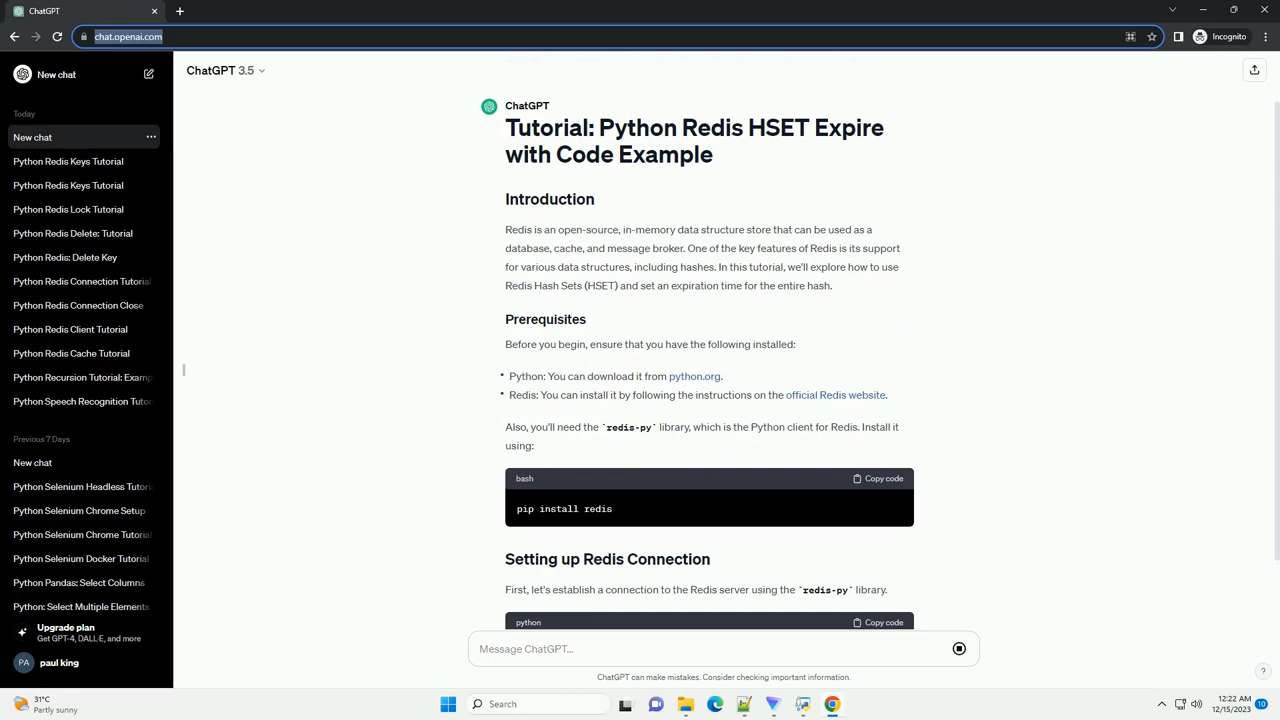 ChatGPT
chat.openai.com
Incognito
New chat
Today
New chat
Python Redis Keys Tutorial
Python Redis Keys Tutorial
Python Redis Lock Tutorial
Python Redis Delete: Tutorial
Python Redis: Delete Key
Python Redis Connection Tutorial
Python Redis Connection Close
Python Redis Client Tutorial
Python Redis Cache Tutorial
Python Recursion Tutorial: Examp
Python Speech Recognition Tutor
Previous 7 Days
New chat
Python Selenium Headless Tutoria
Python Selenium Chrome Setup
Python Selenium Chrome Tutorial
Python Selenium Docker Tutorial
Python Pandas: Select Columns
Python: Select Multiple Elements
Upgrade plan
Get GPT-4, DALL·E, and more
PA paul king
ChatGPT 3.5
ChatGPT
Tutorial: Python Redis HSET Expire
with Code Example
Introduction
Redis is an open-source, in-memory data structure store that can be used as a
database, cache, and message broker. One of the key features of Redis is its support
for various data structures, including hashes. In this tutorial, we'll explore how to use
Redis Hash Sets (HSET) and set an expiration time for the entire hash.
Prerequisites
Before you begin, ensure that you have the following installed:
• Python: You can download it from python.org.
• Redis: You can install it by following the instructions on the official Redis website.
Also, you'll need the `redis-py` library, which is the Python client for Redis. Install it
using:
bash Copy code
pip install redis
Setting up Redis Connection
First, let's establish a connection to the Redis server using the `redis-py` library.
python Copy code
Message ChatGPT...
ChatGPT can make mistakes. Consider checking important information.
?
31°C
Partly sunny
Search
12:22 AM
12/15/2023
10